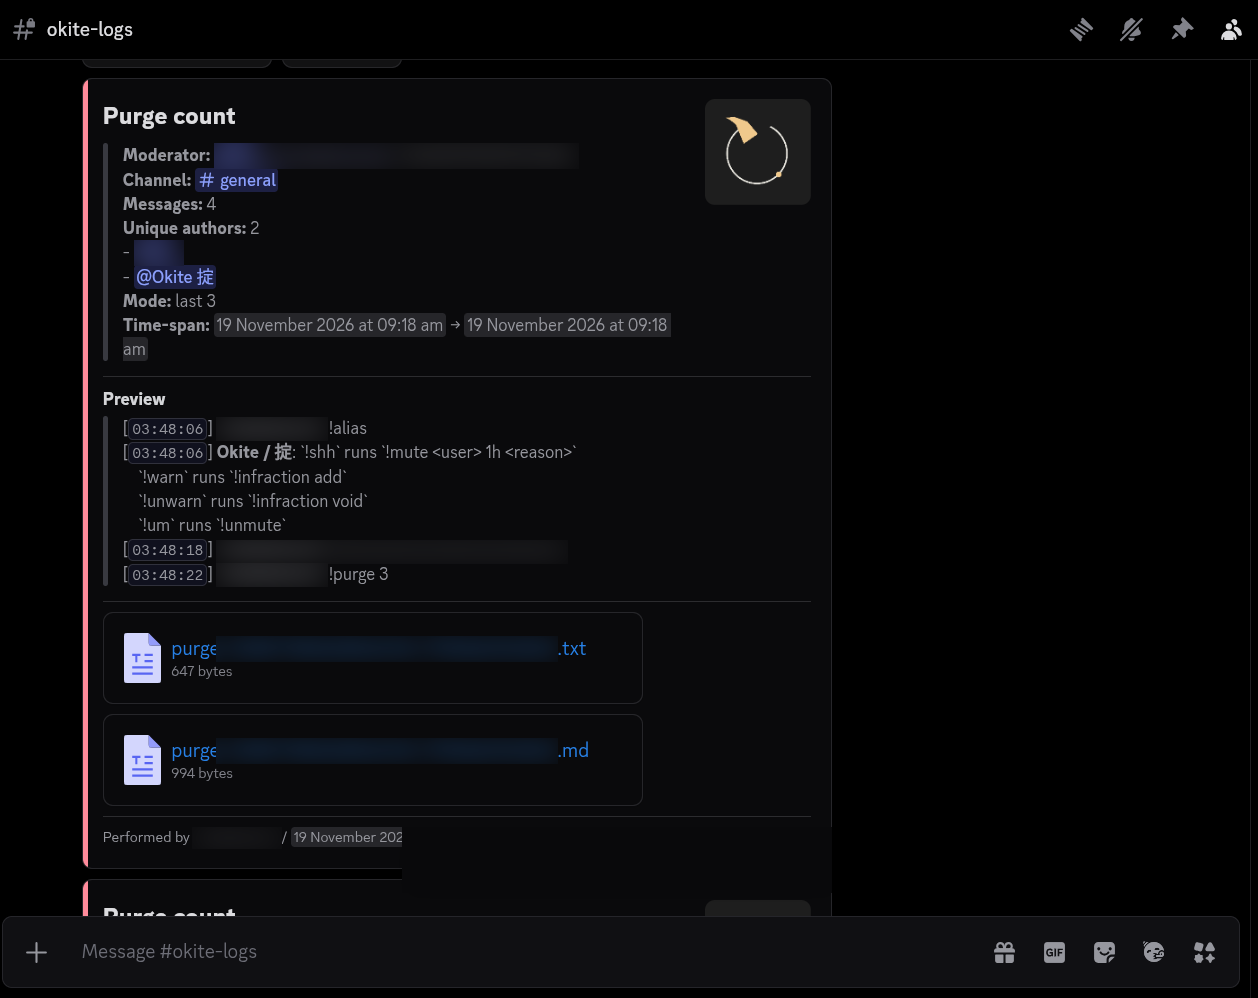 okite-logs
Purge count
Moderator:
Channel: # general
Messages: 4
Unique authors: 2
-
- @Okite 掟
Mode: last 3
Time-span: 19 November 2026 at 09:18 am → 19 November 2026 at 09:18
am
Preview
[03:48:06] !alias
[03:48:06] Okite / 掟: `!shh` runs `!mute <user> 1h <reason>`
`!warn` runs `!infraction add`
`!unwarn` runs `!infraction void`
`!um` runs `!unmute`
[03:48:18]
[03:48:22] !purge 3
purge .txt
647 bytes
purge .md
994 bytes
Performed by / 19 November 202
Purge count
Message #okite-logs
GIF